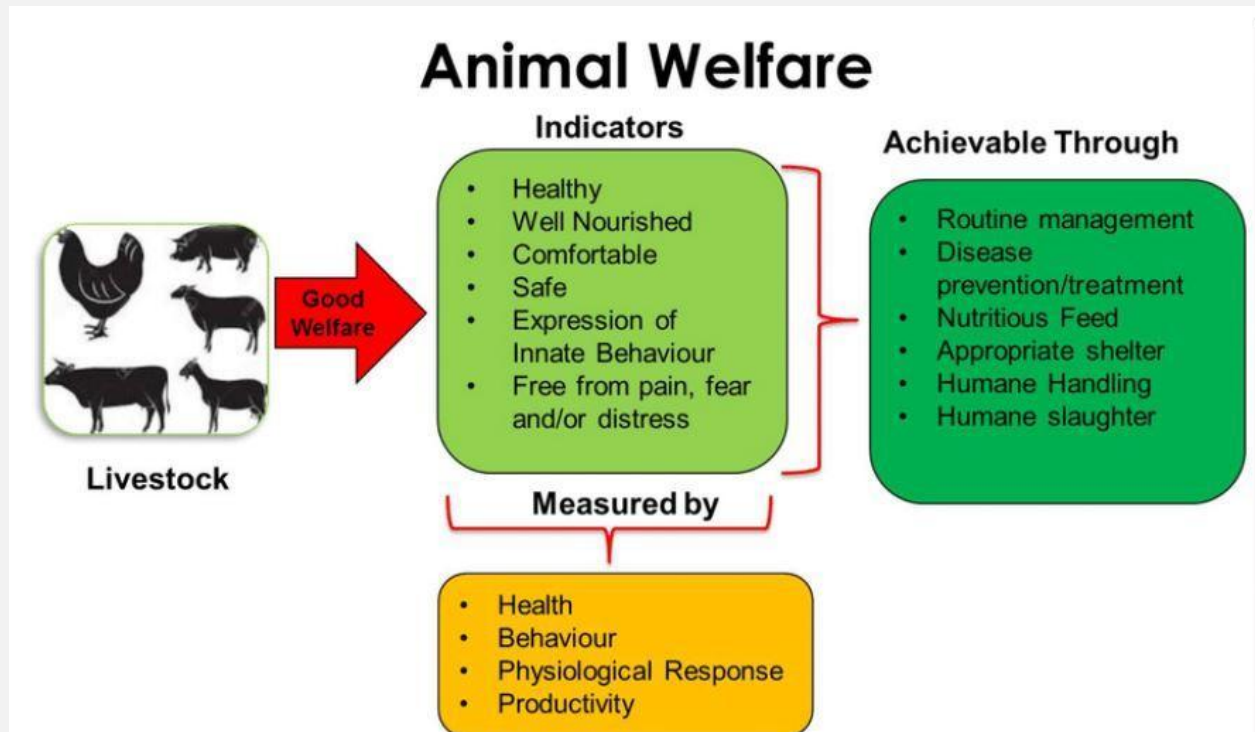 Animal Welfare
Indicators
• Healthy
• Well Nourished
• Comfortable
• Safe
• Expression of
Innate Behaviour
• Free from pain, fear
and/or distress
Achievable Through
• Routine management
• Disease
prevention/treatment
• Nutritious Feed
• Appropriate shelter
• Humane Handling
• Humane slaughter
Good
Welfare
Livestock
Measured by
• Health
• Behaviour
• Physiological Response
• Productivity